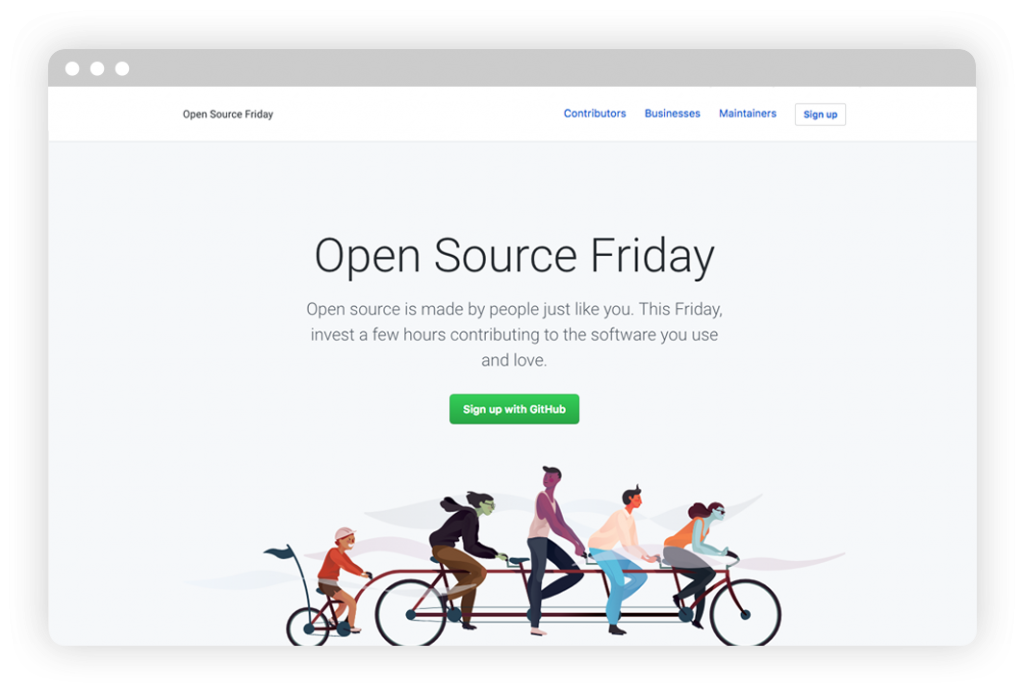 Open Source Friday
Contributors
Businesses
Maintainers
Sign up
Open Source Friday
Open source is made by people just like you. This Friday,
invest a few hours contributing to the software you use
and love.
Sign up with GitHub